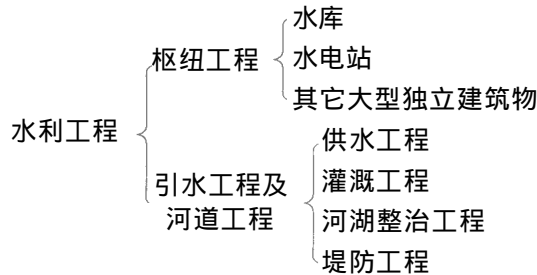 水利工程
枢纽工程
水库
水电站
其它大型独立建筑物
引水工程及
河道工程
供水工程
灌溉工程
河湖整治工程
堤防工程